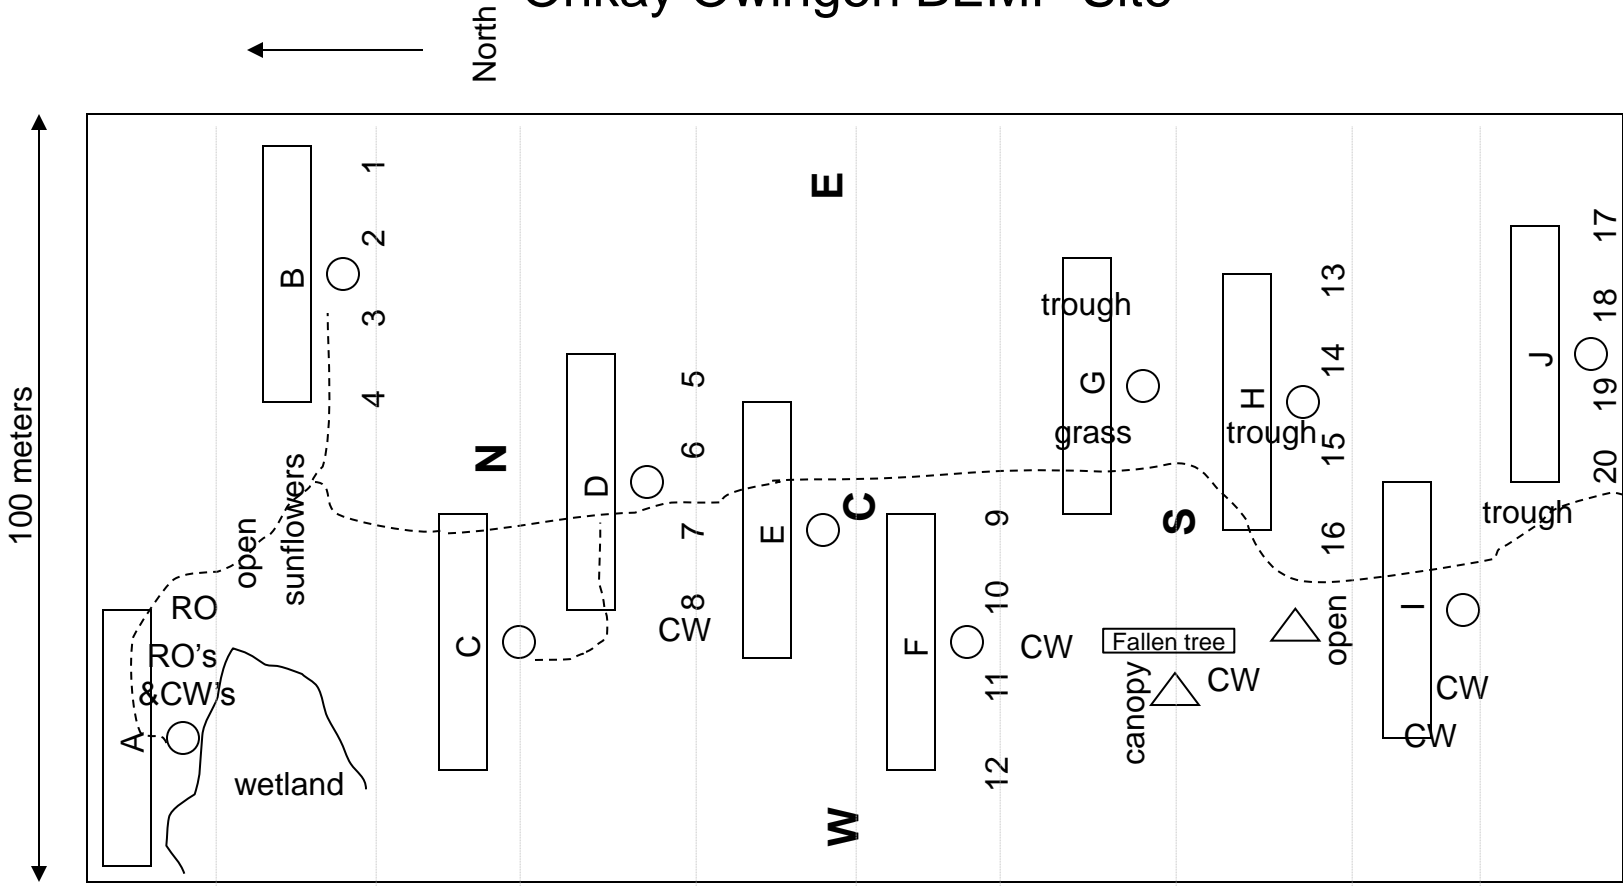 Ohkay Owingeh BEMP Site
North
100 meters
B
1
2
3
4
E
N
open
sunflowers
RO
RO's
&CW's
A
wetland
C
D
5
6
7
8
CW
E
C
W
F
9
10
11
12
CW
trough
G
grass
S
Fallen tree
canopy
CW
H
trough
13
14
15
16
open
I
CW
CW
J
trough
17
18
19
20